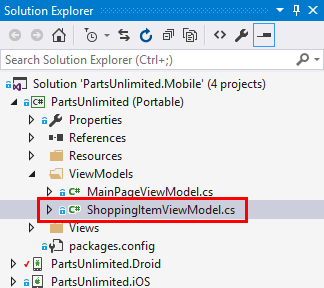 Solution Explorer
Search Solution Explorer (Ctrl+;)
Solution 'PartsUnlimited.Mobile' (4 projects)
C# PartsUnlimited (Portable)
Properties
References
Resources
ViewModels
C# MainPageViewModel.cs
C# ShoppingItemViewModel.cs
Views
packages.config
PartsUnlimited.Droid
PartsUnlimited.iOS